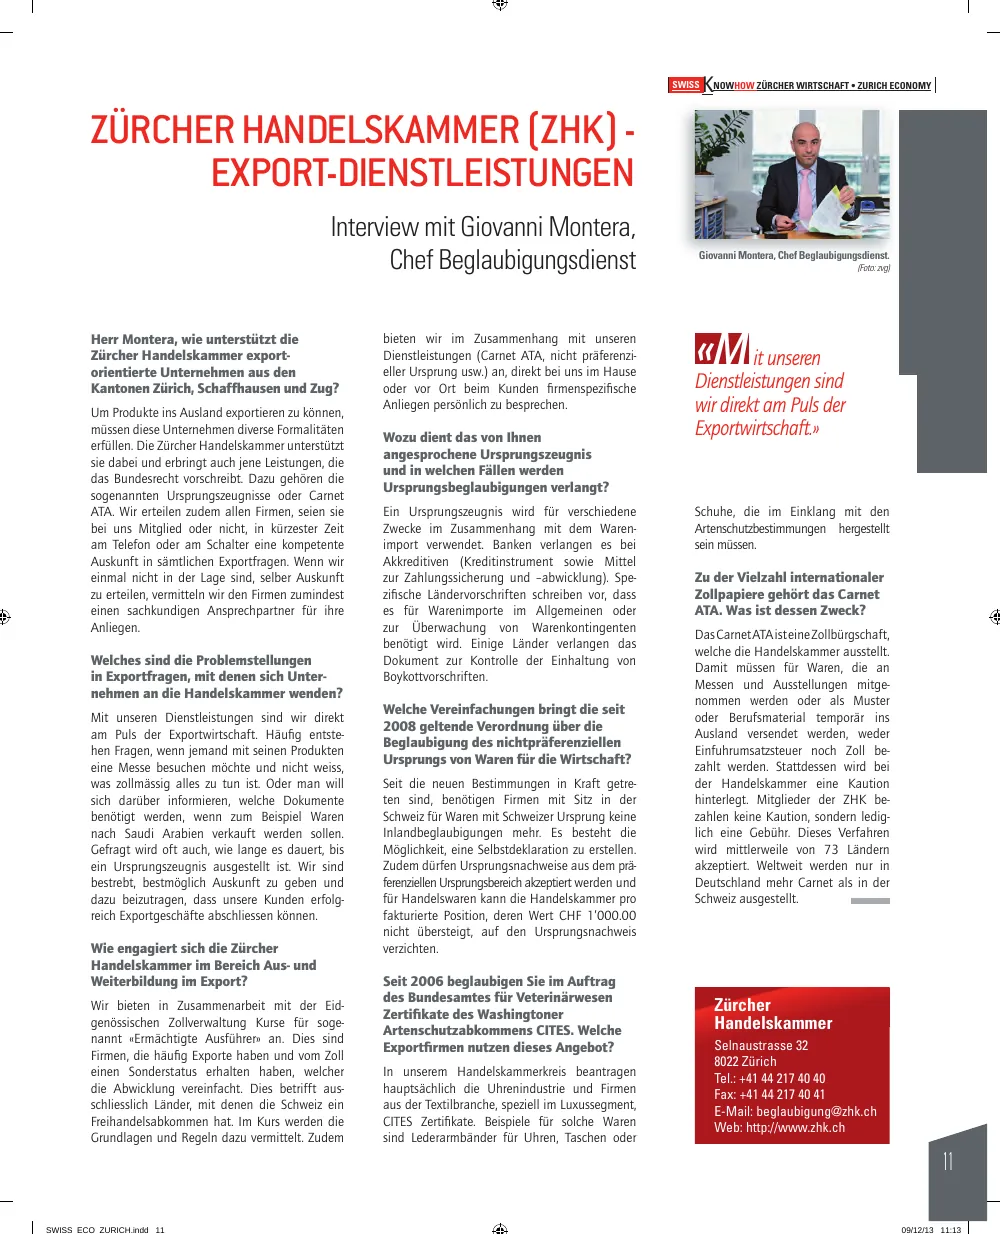 SWISS KNOWHOW ZÜRCHER WIRTSCHAFT • ZURICH ECONOMY
ZÜRCHER HANDELSKAMMER (ZHK) -
EXPORT-DIENSTLEISTUNGEN
Interview mit Giovanni Montera,
Chef Beglaubigungsdienst
Giovanni Montera, Chef Beglaubigungsdienst.
(Foto: zvg)
Herr Montera, wie unterstützt die
Zürcher Handelskammer export-
orientierte Unternehmen aus den
Kantonen Zürich, Schaffhausen und Zug?
Um Produkte ins Ausland exportieren zu können,
müssen diese Unternehmen diverse Formalitäten
erfüllen. Die Zürcher Handelskammer unterstützt
sie dabei und erbringt auch jene Leistungen, die
das Bundesrecht vorschreibt. Dazu gehören die
sogenannten Ursprungszeugnisse oder Carnet
ATA. Wir erteilen zudem allen Firmen, seien sie
bei uns Mitglied oder nicht, in kürzester Zeit
am Telefon oder am Schalter eine kompetente
Auskunft in sämtlichen Exportfragen. Wenn wir
einmal nicht in der Lage sind, selber Auskunft
zu erteilen, vermitteln wir den Firmen zumindest
einen sachkundigen Ansprechpartner für ihre
Anliegen.
Welches sind die Problemstellungen
in Exportfragen, mit denen sich Unter-
nehmen an die Handelskammer wenden?
Mit unseren Dienstleistungen sind wir direkt
am Puls der Exportwirtschaft. Häufig entste-
hen Fragen, wenn jemand mit seinen Produkten
eine Messe besuchen möchte und nicht weiss,
was zollmässig alles zu tun ist. Oder man will
sich darüber informieren, welche Dokumente
benötigt werden, wenn zum Beispiel Waren
nach Saudi Arabien verkauft werden sollen.
Gefragt wird oft auch, wie lange es dauert, bis
ein Ursprungszeugnis ausgestellt ist. Wir sind
bestrebt, bestmöglich Auskunft zu geben und
dazu beizutragen, dass unsere Kunden erfolg-
reich Exportgeschäfte abschliessen können.
Wie engagiert sich die Zürcher
Handelskammer im Bereich Aus- und
Weiterbildung im Export?
Wir bieten in Zusammenarbeit mit der Eid-
genössischen Zollverwaltung Kurse für soge-
nannt «Ermächtigte Ausführer» an. Dies sind
Firmen, die häufig Exporte haben und vom Zoll
einen Sonderstatus erhalten haben, welcher
die Abwicklung vereinfacht. Dies betrifft aus-
schliesslich Länder, mit denen die Schweiz ein
Freihandelsabkommen hat. Im Kurs werden die
Grundlagen und Regeln dazu vermittelt. Zudem
bieten wir im Zusammenhang mit unseren
Dienstleistungen (Carnet ATA, nicht präferenzi-
eller Ursprung usw.) an, direkt bei uns im Hause
oder vor Ort beim Kunden firmenspezifische
Anliegen persönlich zu besprechen.
Wozu dient das von Ihnen
angesprochene Ursprungszeugnis
und in welchen Fällen werden
Ursprungsbeglaubigungen verlangt?
Ein Ursprungszeugnis wird für verschiedene
Zwecke im Zusammenhang mit dem Waren-
import verwendet. Banken verlangen es bei
Akkreditiven (Kreditinstrument sowie Mittel
zur Zahlungssicherung und –abwicklung). Spe-
zifische Ländervorschriften schreiben vor, dass
es für Warenimporte im Allgemeinen oder
zur Überwachung von Warenkontingenten
benötigt wird. Einige Länder verlangen das
Dokument zur Kontrolle der Einhaltung von
Boykottvorschriften.
Welche Vereinfachungen bringt die seit
2008 geltende Verordnung über die
Beglaubigung des nichtpräferenziellen
Ursprungs von Waren für die Wirtschaft?
Seit die neuen Bestimmungen in Kraft getre-
ten sind, benötigen Firmen mit Sitz in der
Schweiz für Waren mit Schweizer Ursprung keine
Inlandbeglaubigungen mehr. Es besteht die
Möglichkeit, eine Selbstdeklaration zu erstellen.
Zudem dürfen Ursprungsnachweise aus dem prä-
ferenziellen Ursprungsbereich akzeptiert werden und
für Handelswaren kann die Handelskammer pro
fakturierte Position, deren Wert CHF 1'000.00
nicht übersteigt, auf den Ursprungsnachweis
verzichten.
Seit 2006 beglaubigen Sie im Auftrag
des Bundesamtes für Veterinärwesen
Zertifikate des Washingtoner
Artenschutzabkommens CITES. Welche
Exportfirmen nutzen dieses Angebot?
In unserem Handelskammerkreis beantragen
hauptsächlich die Uhrenindustrie und Firmen
aus der Textilbranche, speziell im Luxussegment,
CITES Zertifikate. Beispiele für solche Waren
sind Lederarmbänder für Uhren, Taschen oder
«Mit unseren
Dienstleistungen sind
wir direkt am Puls der
Exportwirtschaft.»
Schuhe, die im Einklang mit den
Artenschutzbestimmungen hergestellt
sein müssen.
Zu der Vielzahl internationaler
Zollpapiere gehört das Carnet
ATA. Was ist dessen Zweck?
Das Carnet ATA ist eine Zollbürgschaft,
welche die Handelskammer ausstellt.
Damit müssen für Waren, die an
Messen und Ausstellungen mitge-
nommen werden oder als Muster
oder Berufsmaterial temporär ins
Ausland versendet werden, weder
Einfuhrumsatzsteuer noch Zoll be-
zahlt werden. Stattdessen wird bei
der Handelskammer eine Kaution
hinterlegt. Mitglieder der ZHK be-
zahlen keine Kaution, sondern ledig-
lich eine Gebühr. Dieses Verfahren
wird mittlerweile von 73 Ländern
akzeptiert. Weltweit werden nur in
Deutschland mehr Carnet als in der
Schweiz ausgestellt.
Zürcher
Handelskammer
Selnaustrasse 32
8022 Zürich
Tel.: +41 44 217 40 40
Fax: +41 44 217 40 41
E-Mail: beglaubigung@zhk.ch
Web: http://www.zhk.ch
11
SWISS_ECO_ZURICH.indd 11
09/12/13 11:13